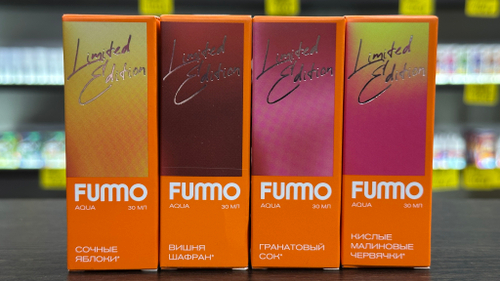 Limited
Edition
FUMMO
AQUA 30 МЛ
СОЧНЫЕ
ЯБЛОКИ*
Limited
Edition
FUMMO
AQUA 30 МЛ
ВИШНЯ
ШАФРАН*
Limited
Edition
FUMMO
AQUA 30 МЛ
ГРАНАТОВЫЙ
СОК*
Limited
Edition
FUMMO
AQUA 30 МЛ
КИСЛЫЕ
МАЛИНОВЫЕ
ЧЕРВЯЧКИ*